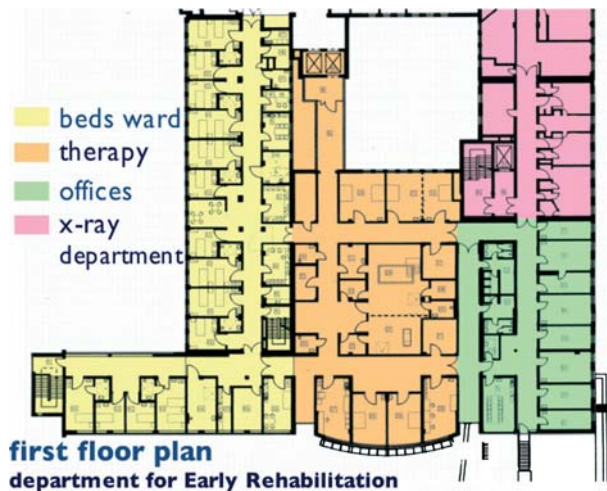 beds ward
therapy
offices
x-ray
department
first floor plan
department for Early Rehabilitation